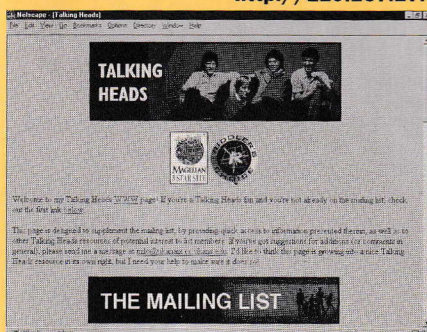 Netscape - [Talking Heads]
File Edit View Go Bookmarks Options Directory Window Help
TALKING
HEADS
MAGELLAN
4 STAR SITE
Welcome to my Talking Heads WWW page! If you're a Talking Heads fan and you're not already on the mailing list, check
out the first link below.
This page is designed to supplement the mailing list, by providing quick access to information presented therein, as well as to
other Talking Heads resources of potential interest to list members. If you've got suggestions for additions (or comments in
general), please send me a message at I'd like to think this page is growing into a nice Talking
Heads resource in its own right, but I need your help to make sure it does so!
THE MAILING LIST